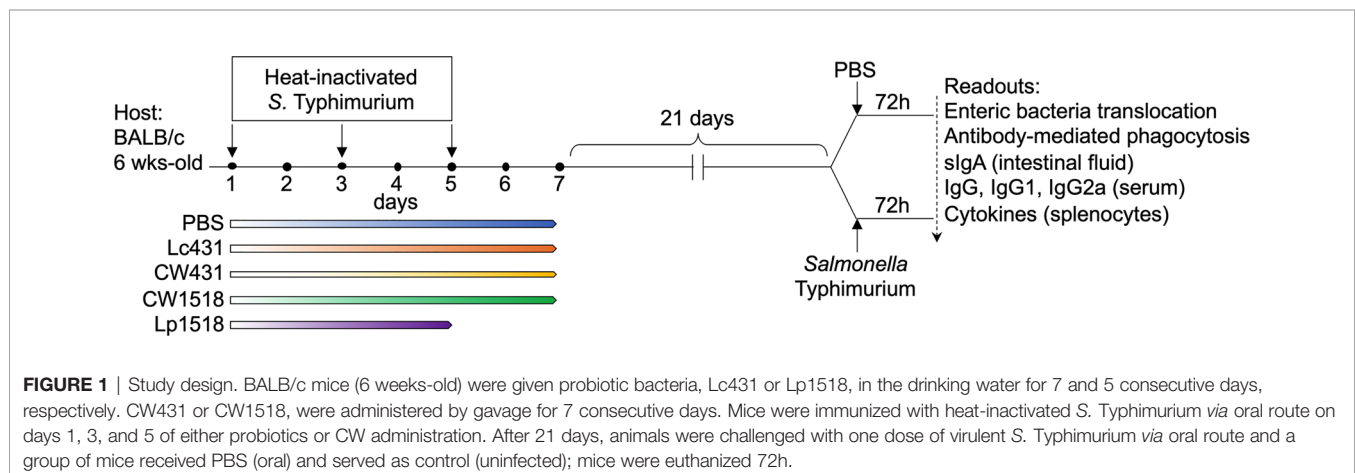 Heat-inactivated
S. Typhimurium
Host:
BALB/c
6 wks-old
1 2 3 4 5 6 7
days
PBS
Lc431
CW431
CW1518
Lp1518
21 days
PBS
72h
72h
Salmonella
Typhimurium
Readouts:
Enteric bacteria translocation
Antibody-mediated phagocytosis
sIgA (intestinal fluid)
IgG, IgG1, IgG2a (serum)
Cytokines (splenocytes)
FIGURE 1 | Study design. BALB/c mice (6 weeks-old) were given probiotic bacteria, Lc431 or Lp1518, in the drinking water for 7 and 5 consecutive days,
respectively. CW431 or CW1518, were administered by gavage for 7 consecutive days. Mice were immunized with heat-inactivated S. Typhimurium via oral route on
days 1, 3, and 5 of either probiotics or CW administration. After 21 days, animals were challenged with one dose of virulent S. Typhimurium via oral route and a
group of mice received PBS (oral) and served as control (uninfected); mice were euthanized 72h.